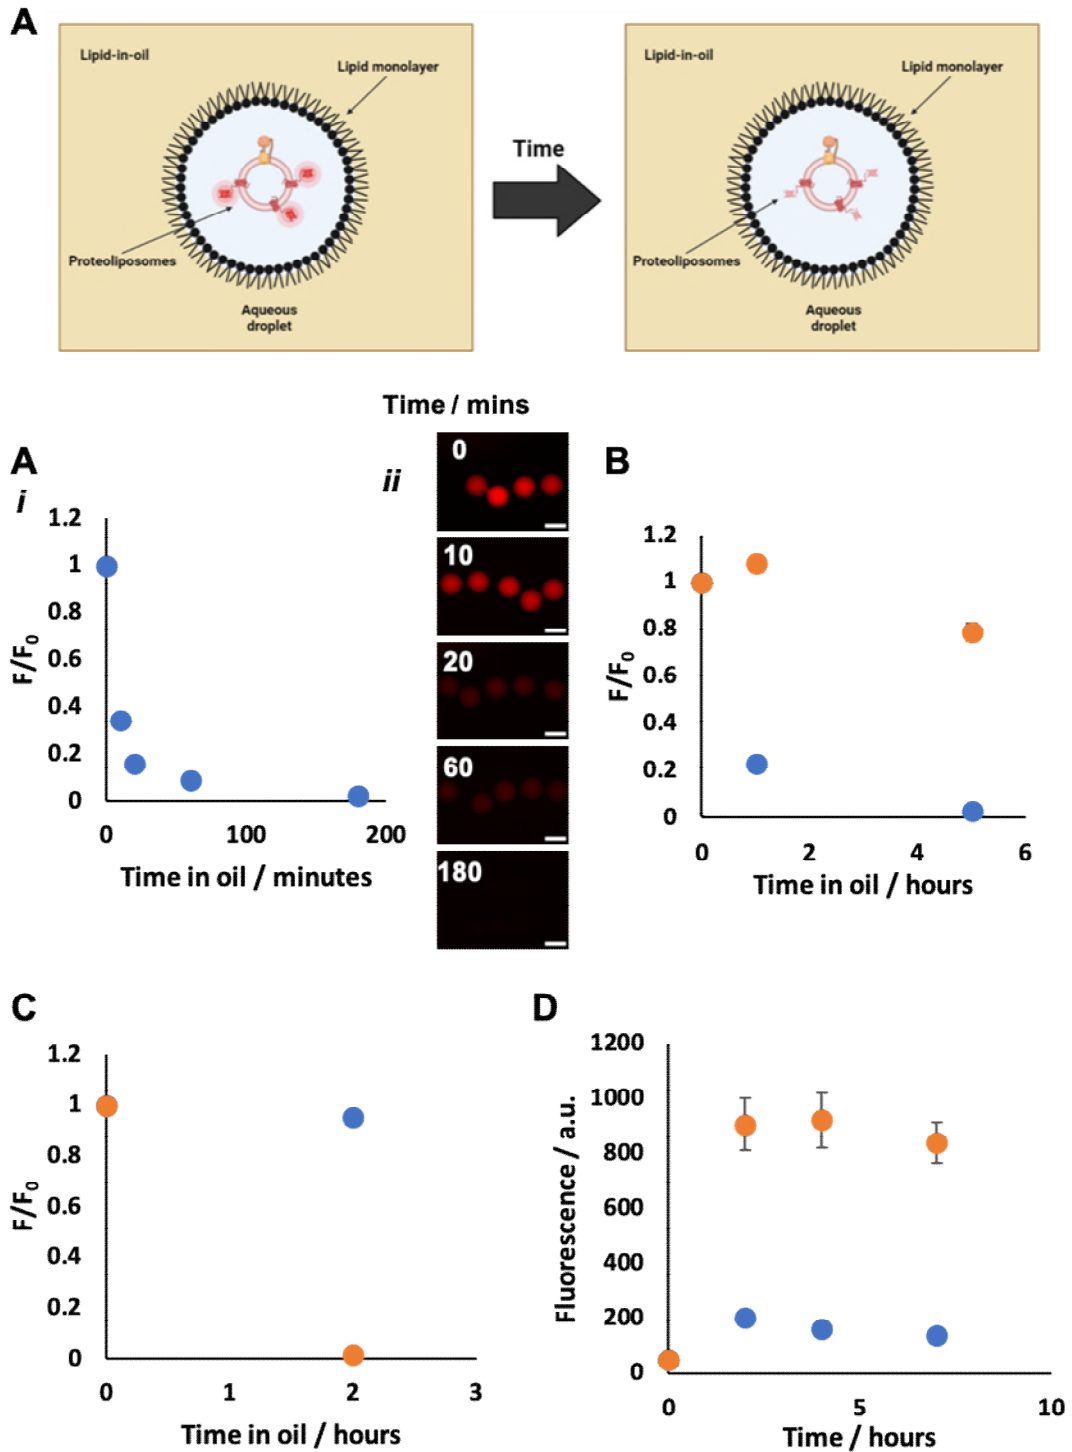 A
Lipid-in-oil
Lipid monolayer
Proteoliposomes
Aqueous
droplet
Time
Lipid-in-oil
Lipid monolayer
Proteoliposomes
Aqueous
droplet
A
i
F/F0
1.2
1
0.8
0.6
0.4
0.2
0
0 100 200
Time in oil / minutes
Time / mins
ii
0
10
20
60
180
B
F/F0
1.2
1
0.8
0.6
0.4
0.2
0
0 2 4 6
Time in oil / hours
C
F/F0
1.2
1
0.8
0.6
0.4
0.2
0
0 1 2 3
Time in oil / hours
D
Fluorescence / a.u.
1200
1000
800
600
400
200
0
0 5 10
Time / hours